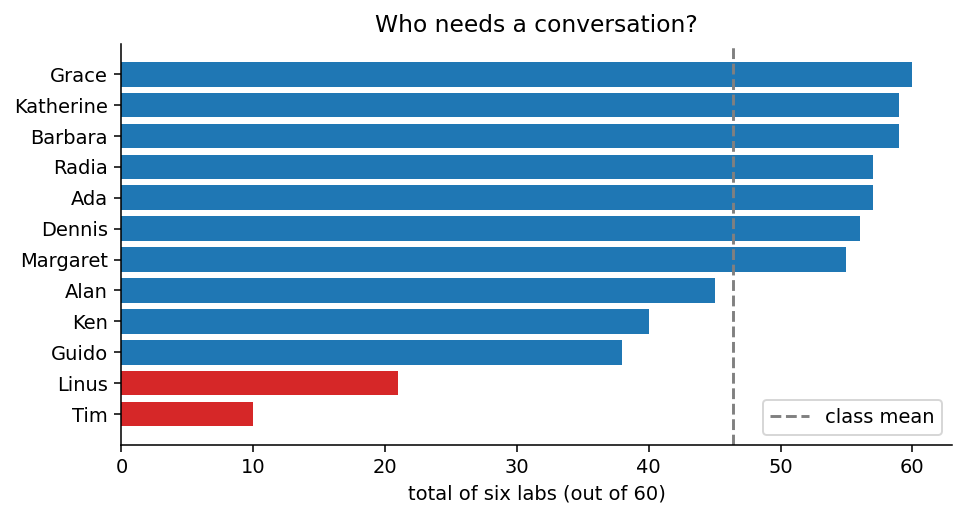 Who needs a conversation?
Grace
Katherine
Barbara
Radia
Ada
Dennis
Margaret
Alan
Ken
Guido
Linus
Tim
class mean
0 10 20 30 40 50 60
total of six labs (out of 60)